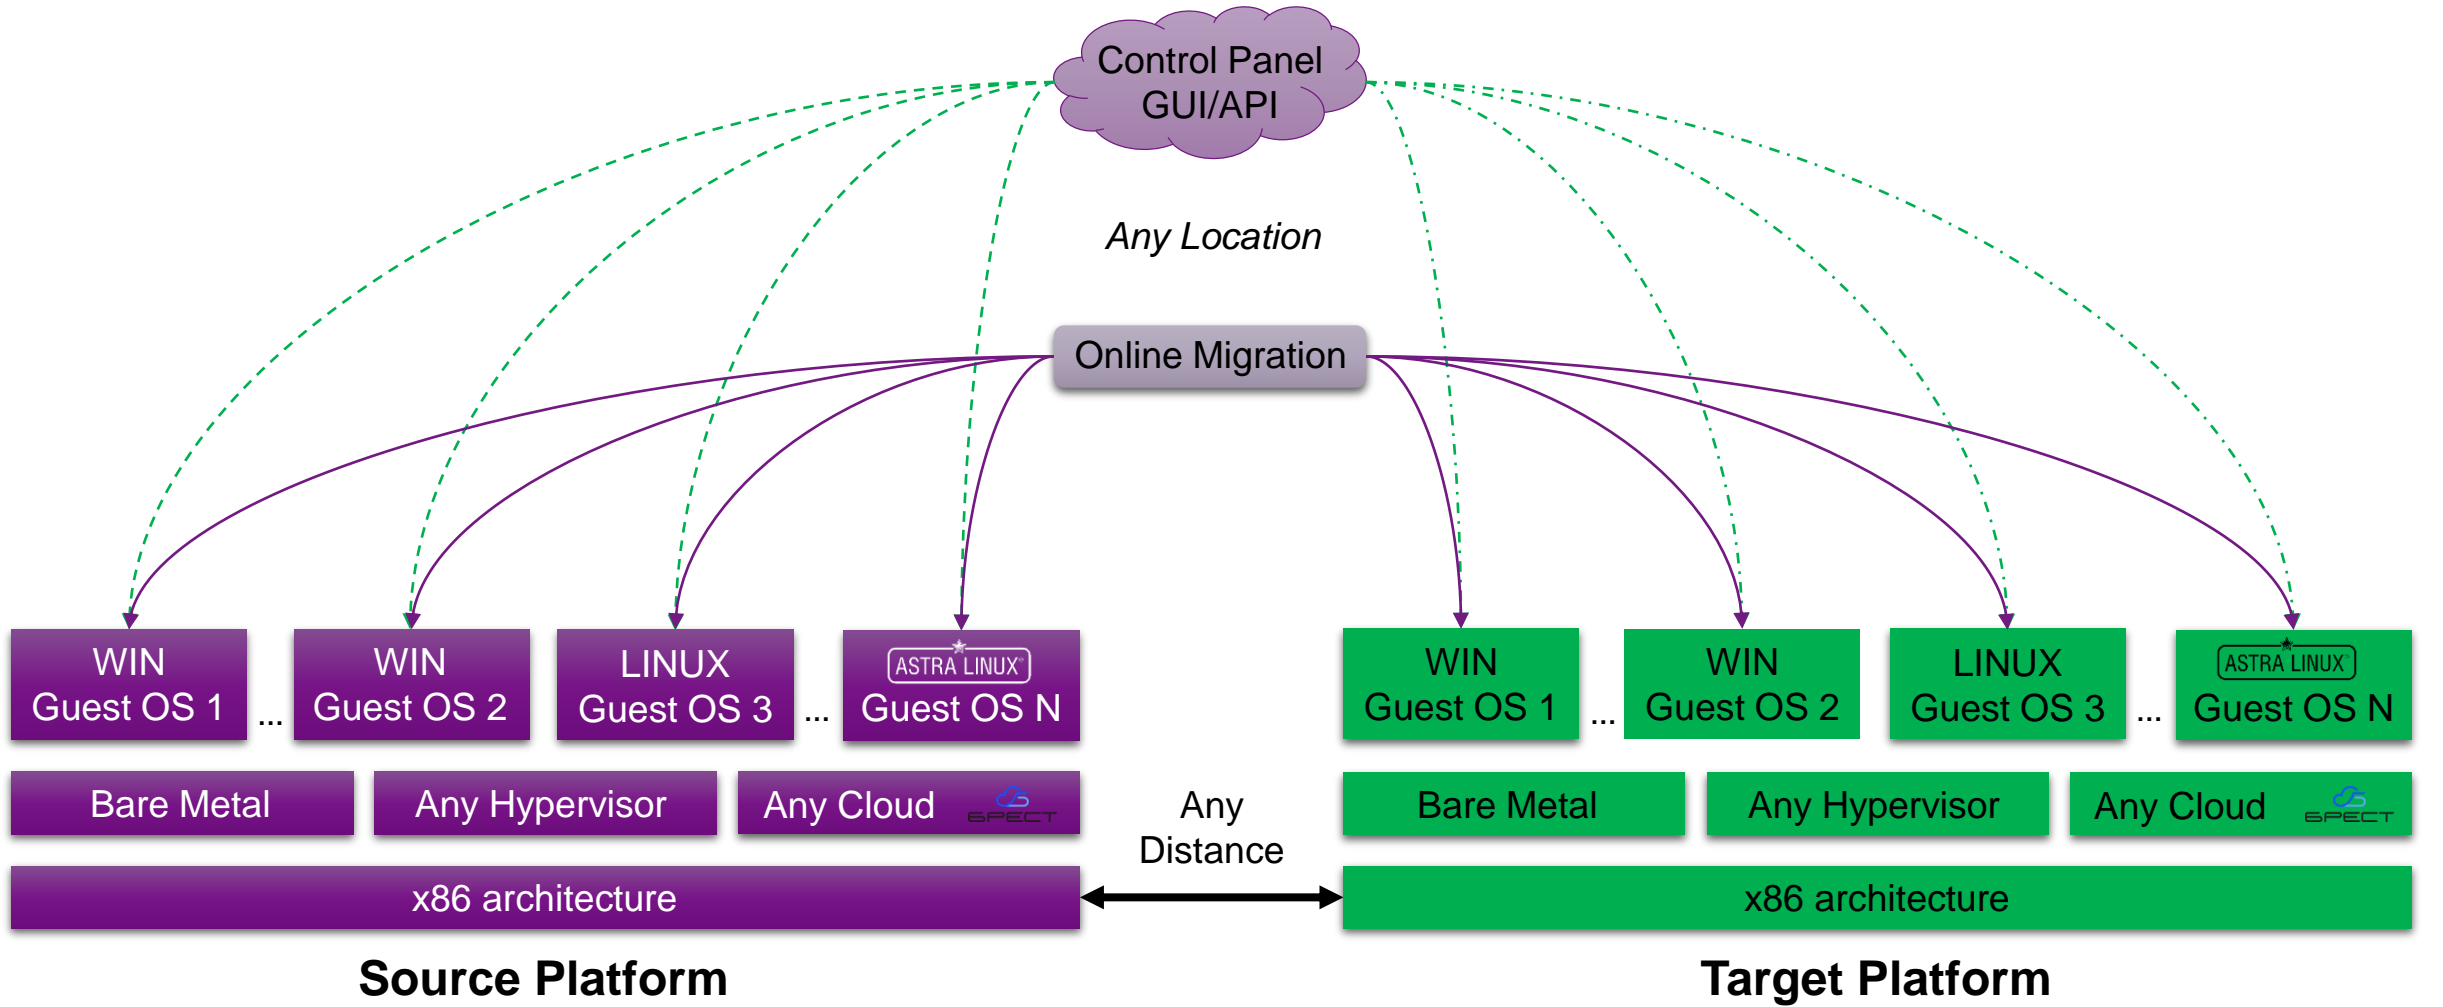 Control Panel
GUI/API
Any Location
Online Migration
WIN
Guest OS 1
...
WIN
Guest OS 2
LINUX
Guest OS 3
...
ASTRA LINUX®
Guest OS N
WIN
Guest OS 1
...
WIN
Guest OS 2
LINUX
Guest OS 3
...
ASTRA LINUX®
Guest OS N
Bare Metal
Any Hypervisor
Any Cloud
БРЕСТ
Any
Distance
Bare Metal
Any Hypervisor
Any Cloud
БРЕСТ
x86 architecture
x86 architecture
Source Platform
Target Platform